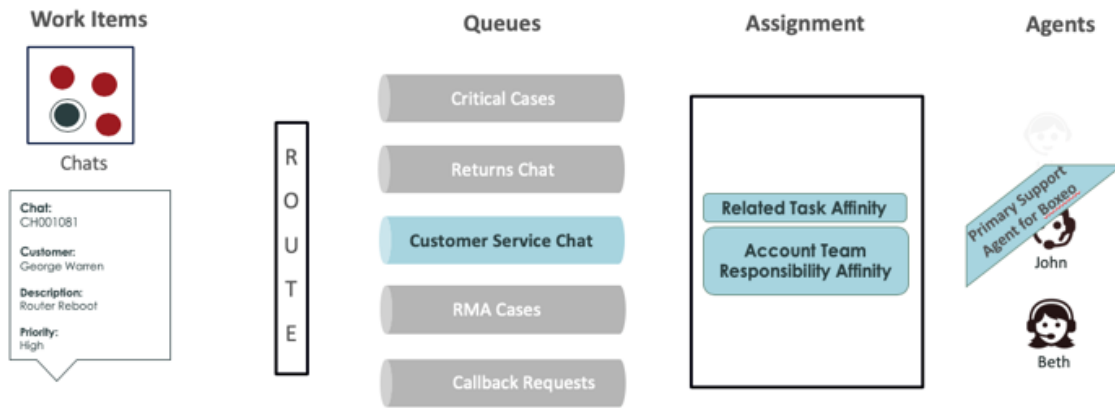 Work Items
Queues
Assignment
Agents
Chats
Chat:
CH001081
Customer:
George Warren
Description:
Router Reboot
Priority:
High
R
O
U
T
E
Critical Cases
Returns Chat
Customer Service Chat
RMA Cases
Callback Requests
Related Task Affinity
Account Team
Responsibility Affinity
Primary Support
Agent for Boxeo
John
Beth